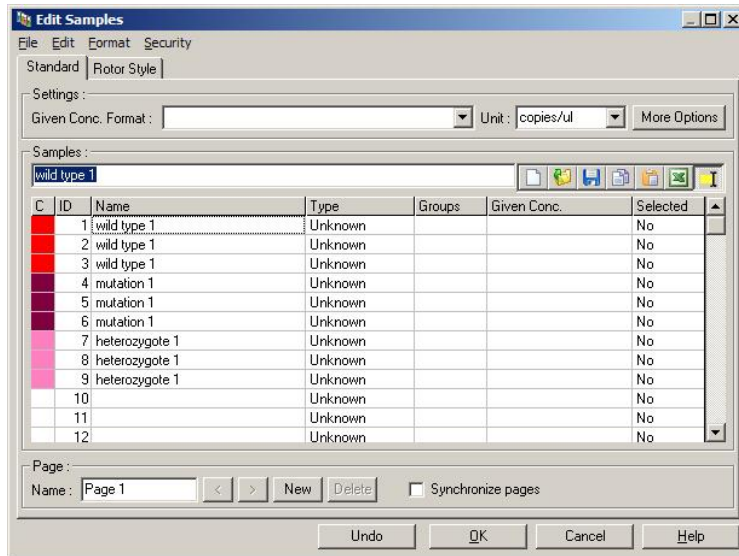 Edit Samples
File Edit Format Security
Standard Rotor Style
Settings :
Given Conc. Format : Unit : copies/ul More Options
Samples :
wild type 1
C ID Name Type Groups Given Conc. Selected
1 wild type 1 Unknown No
2 wild type 1 Unknown No
3 wild type 1 Unknown No
4 mutation 1 Unknown No
5 mutation 1 Unknown No
6 mutation 1 Unknown No
7 heterozygote 1 Unknown No
8 heterozygote 1 Unknown No
9 heterozygote 1 Unknown No
10 Unknown No
11 Unknown No
12 Unknown No
Page :
Name : Page 1 < > New Delete Synchronize pages
Undo OK Cancel Help